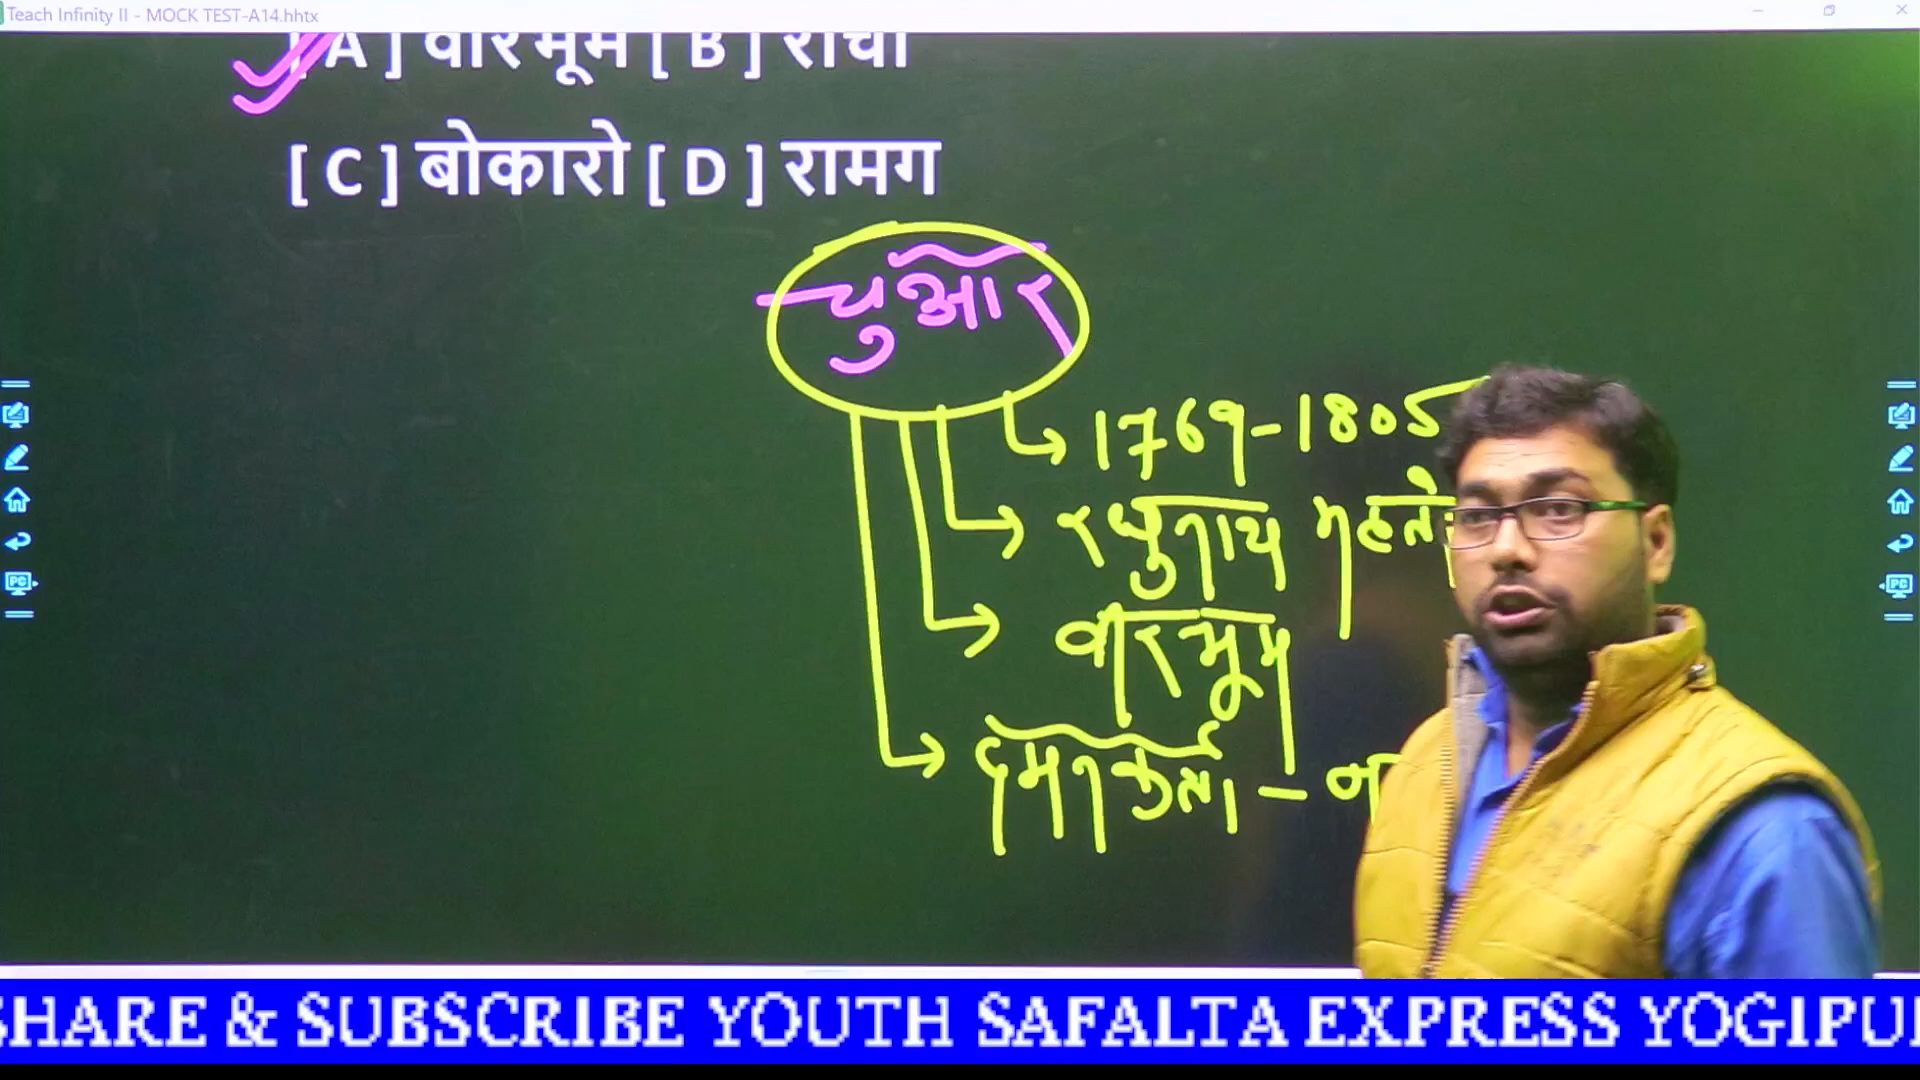 Teach Infinity II - MOCK TEST-A14.hhtx
[ A ] वीरभूम [ B ] रांची
[ C ] बोकारो [ D ] रामग
चुआर
1769-1805
रघुनाथ महतो
वीरभूम
दमनकर्ता -
SHARE & SUBSCRIBE YOUTH SAFALTA EXPRESS YOGIPU